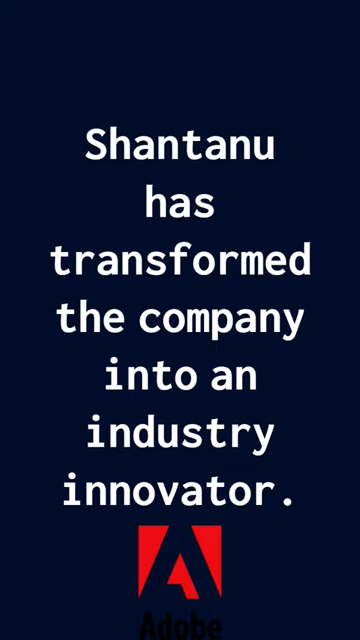 Shantanu
has
transformed
the company
into an
industry
innovator.
Adobe